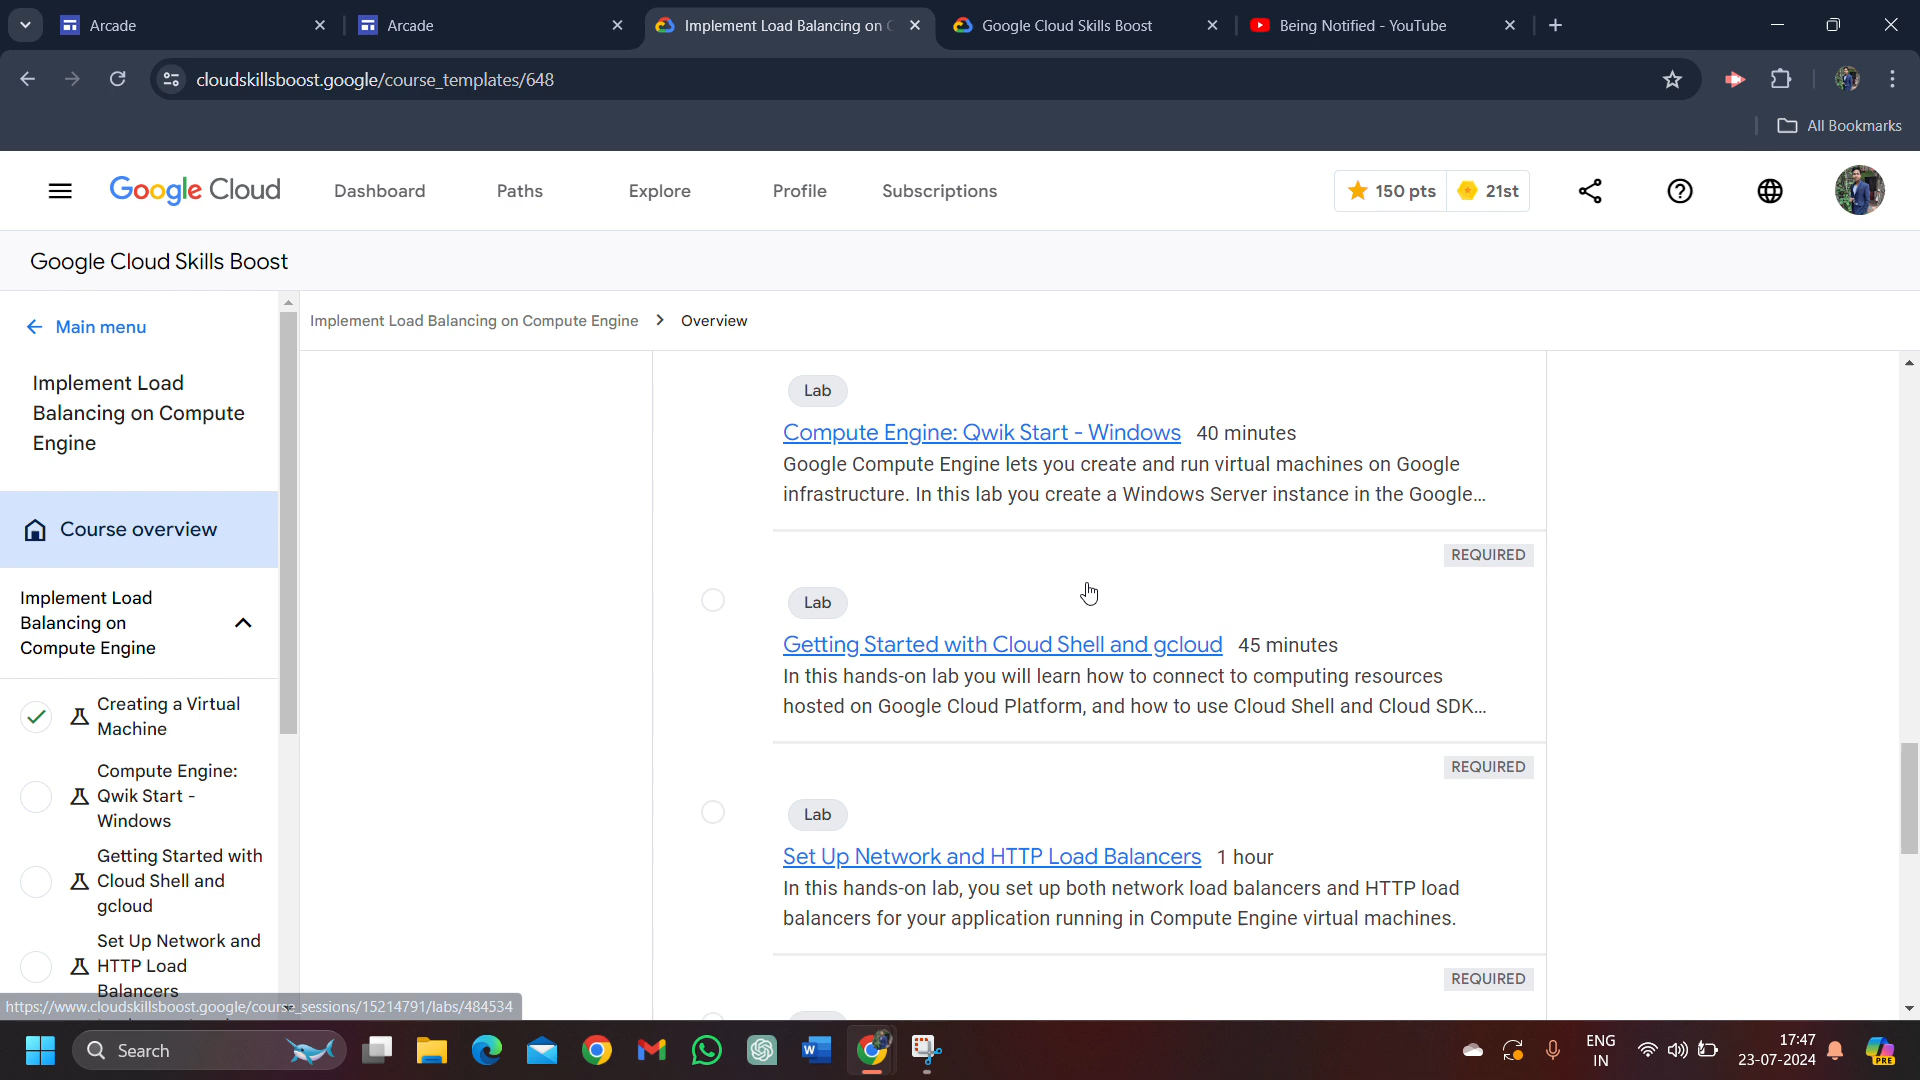 Arcade
Arcade
Implement Load Balancing on C
Google Cloud Skills Boost
Being Notified - YouTube
cloudskillsboost.google/course_templates/648
All Bookmarks
Google Cloud
Dashboard
Paths
Explore
Profile
Subscriptions
150 pts
21st
Google Cloud Skills Boost
Main menu
Implement Load
Balancing on Compute
Engine
Course overview
Implement Load
Balancing on
Compute Engine
Creating a Virtual
Machine
Compute Engine:
Qwik Start -
Windows
Getting Started with
Cloud Shell and
gcloud
Set Up Network and
HTTP Load
Balancers
Implement Load Balancing on Compute Engine > Overview
Lab
Compute Engine: Qwik Start - Windows 40 minutes
Google Compute Engine lets you create and run virtual machines on Google
infrastructure. In this lab you create a Windows Server instance in the Google...
REQUIRED
Lab
Getting Started with Cloud Shell and gcloud 45 minutes
In this hands-on lab you will learn how to connect to computing resources
hosted on Google Cloud Platform, and how to use Cloud Shell and Cloud SDK...
REQUIRED
Lab
Set Up Network and HTTP Load Balancers 1 hour
In this hands-on lab, you set up both network load balancers and HTTP load
balancers for your application running in Compute Engine virtual machines.
REQUIRED
https://www.cloudskillsboost.google/course_sessions/15214791/labs/484534
Search
W
ENG
IN
17:47
23-07-2024
PRE